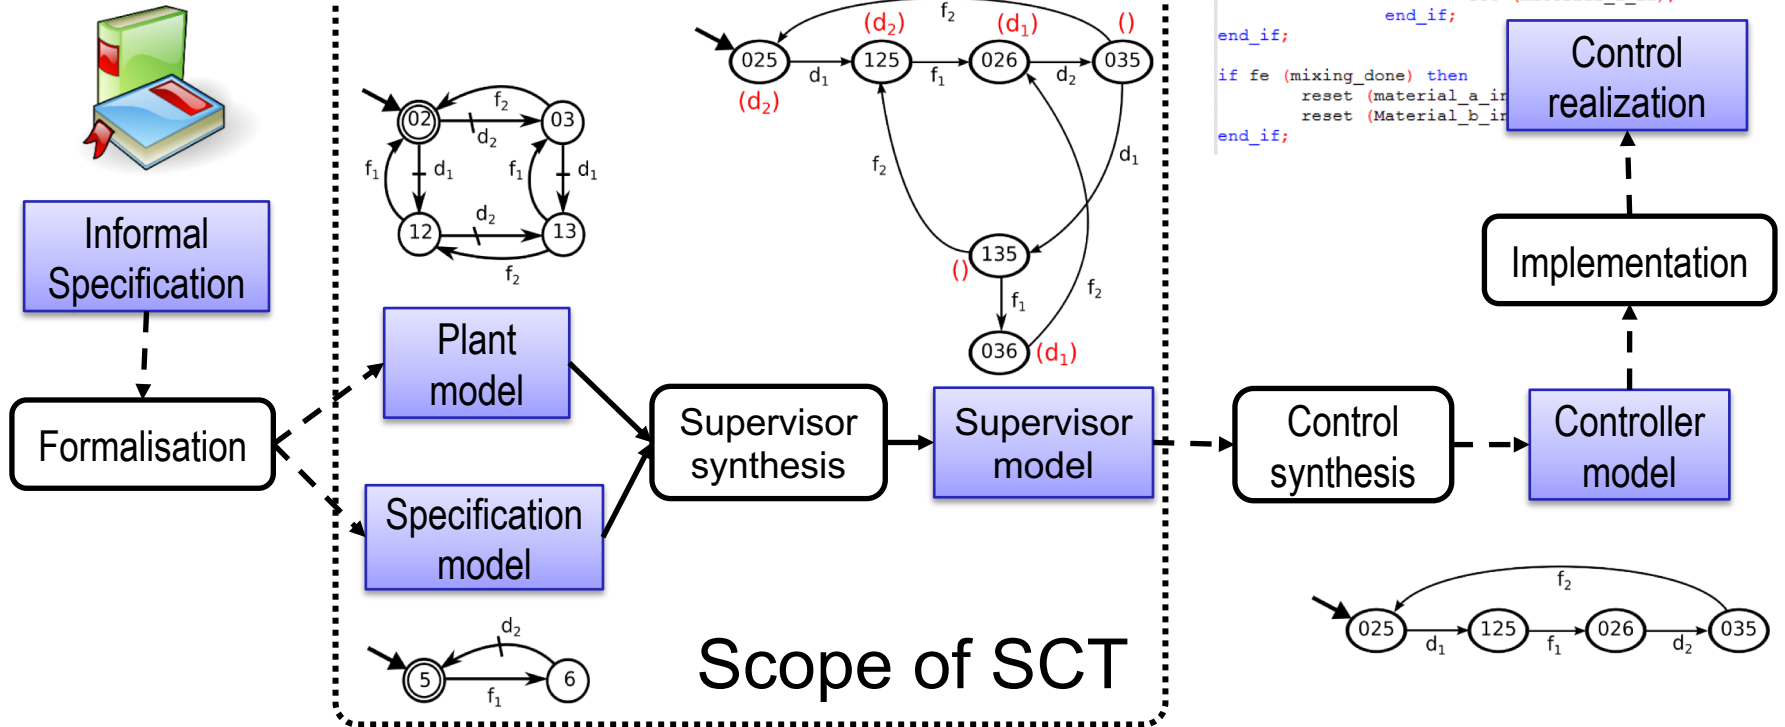 Informal
Specification
Formalisation
02
03
12
13
f₂
d₂
f₁
d₁
f₁
d₁
d₂
f₂
Plant
model
Specification
model
5
6
d₂
f₁
Supervisor
synthesis
Supervisor
model
025
125
026
035
135
036
(d₂)
(d₂)
(d₁)
()
()
(d₁)
f₂
d₁
f₁
d₂
d₁
f₂
f₁
f₂
Scope of SCT
Control
synthesis
Controller
model
Implementation
Control
realization
end_if;
end_if;
if fe (mixing_done) then
reset (material_a_in
reset (Material_b_in
end_if;
025
125
026
035
f₂
d₁
f₁
d₂